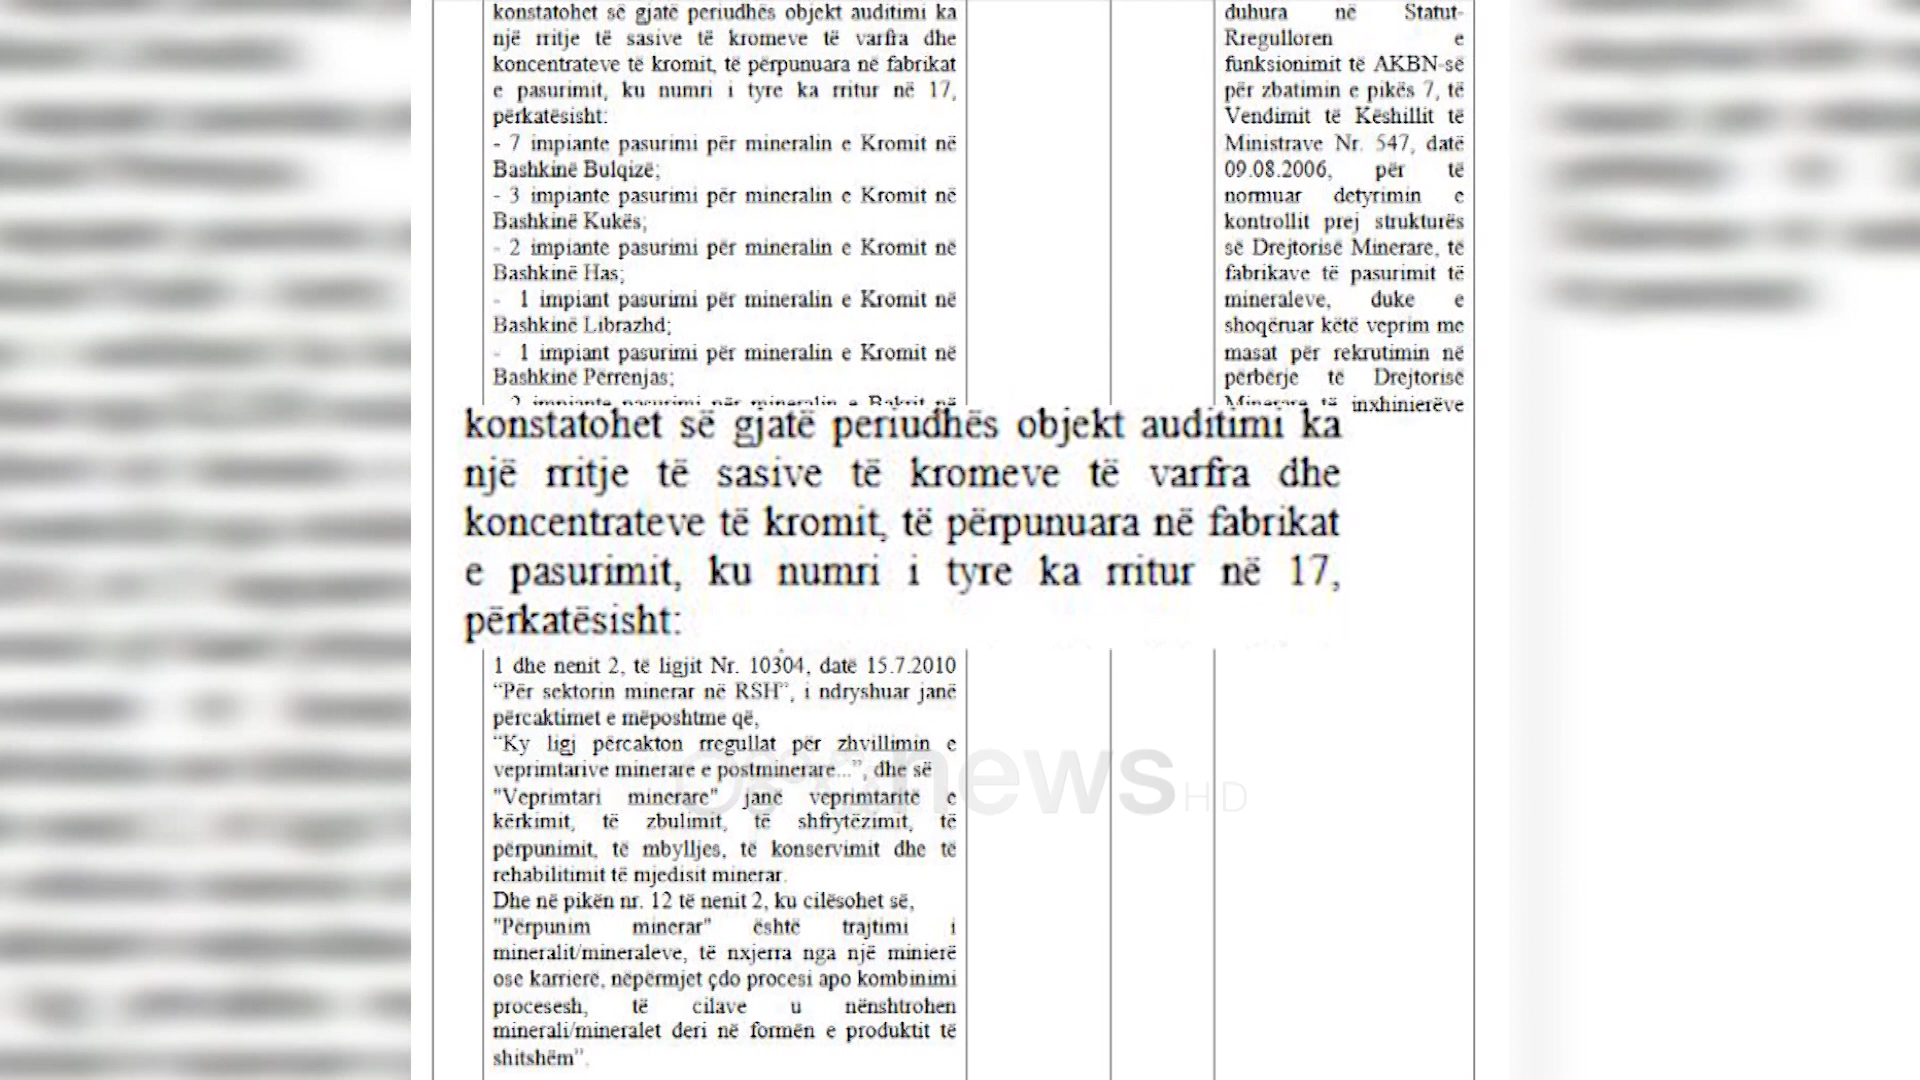 konstatohet së gjatë periudhës objekt auditimi ka
një rritje të sasive të kromeve të varfra dhe
koncentrateve të kromit, të përpunuara në fabrikat
e pasurimit, ku numri i tyre ka rritur në 17,
përkatësisht:
- 7 impiante pasurimi për mineralin e Kromit në
Bashkinë Bulqizë;
- 3 impiante pasurimi për mineralin e Kromit në
Bashkinë Kukës;
- 2 impiante pasurimi për mineralin e Kromit në
Bashkinë Has;
- 1 impiant pasurimi për mineralin e Kromit në
Bashkinë Librazhd;
- 1 impiant pasurimi për mineralin e Kromit në
Bashkinë Përrenjas;
- 2 impiante pasurimi për mineralin e Bakrit në
duhura në Statut-
Rregulloren e
funksionimit të AKBN-së
për zbatimin e pikës 7, të
Vendimit të Këshillit të
Ministrave Nr. 547, datë
09.08.2006, për të
normuar detyrimin e
kontrollit prej strukturës
së Drejtorisë Minerare, të
fabrikave të pasurimit të
mineraleve, duke e
shoqëruar këtë veprim me
masat për rekrutimin në
përbërje të Drejtorisë
Minerare të inxhinierëve
konstatohet së gjatë periudhës objekt auditimi ka
një rritje të sasive të kromeve të varfra dhe
koncentrateve të kromit, të përpunuara në fabrikat
e pasurimit, ku numri i tyre ka rritur në 17,
përkatësisht:
1 dhe nenit 2, të ligjit Nr. 10304, datë 15.7.2010
“Për sektorin minerar në RSH”, i ndryshuar janë
përcaktimet e mëposhtme që,
“Ky ligj përcakton rregullat për zhvillimin e
veprimtarive minerare e postminerare...”, dhe së
"Veprimtari minerare" janë veprimtaritë e
kërkimit, të zbulimit, të shfrytëzimit, të
përpunimit, të mbylljes, të konservimit dhe të
rehabilitimit të mjedisit minerar.
Dhe në pikën nr. 12 të nenit 2, ku cilësohet së,
"Përpunim minerar" është trajtimi i
mineralit/mineraleve, të nxjerra nga një minierë
ose karrierë, nëpërmjet çdo procesi apo kombinimi
procesesh, të cilave u nënshtrohen
minerali/mineralet deri në formën e produktit të
shitshëm”.
news HD